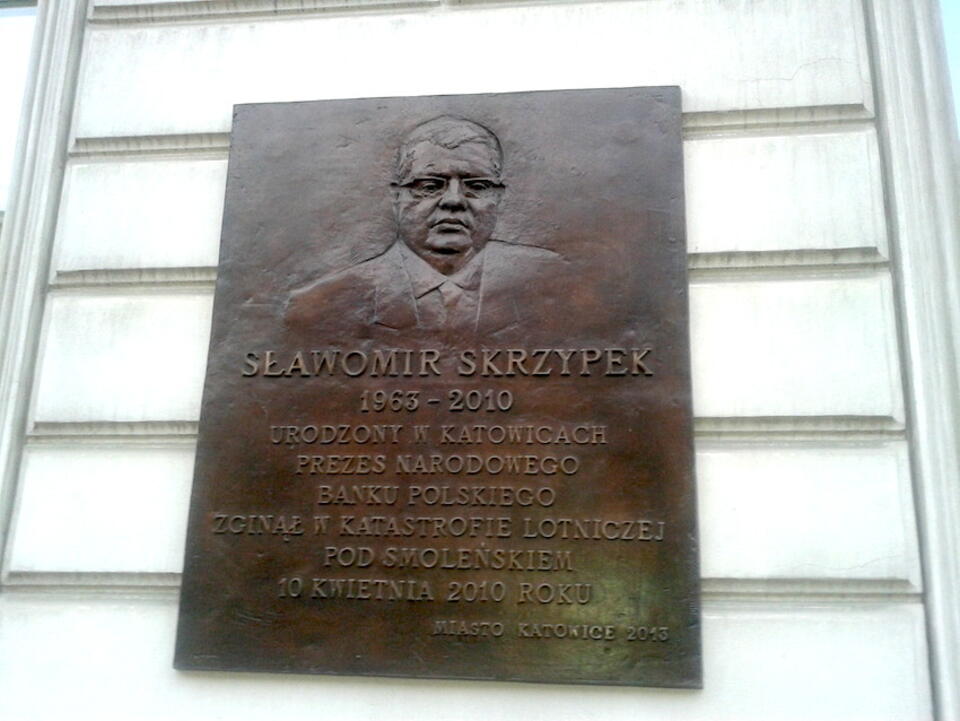 SŁAWOMIR SKRZYPEK
1963 - 2010
URODZONY W KATOWICACH
PREZES NARODOWEGO
BANKU POLSKIEGO
ZGINĄŁ W KATASTROFIE LOTNICZEJ
POD SMOLEŃSKIEM
10 KWIETNIA 2010 ROKU
MIASTO KATOWICE 2013